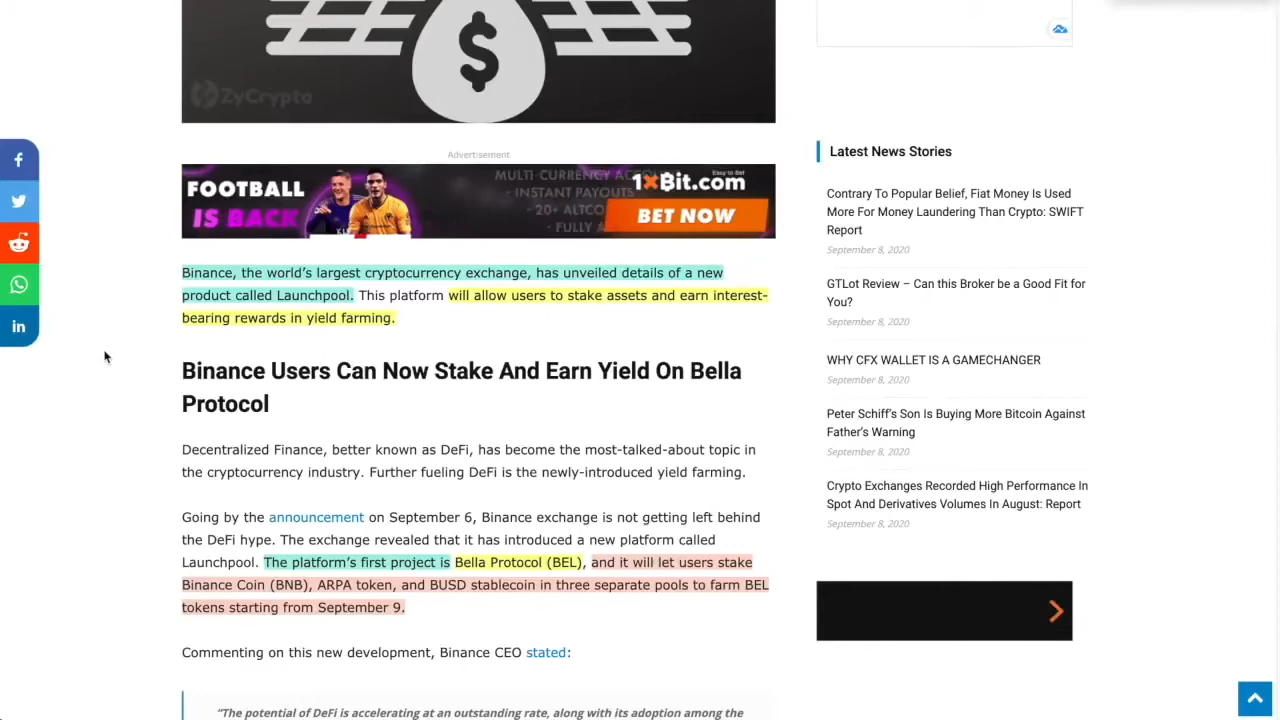 $
ZyCrypto
Advertisement
FOOTBALL
IS BACK
MULTI-CURRENCY
- INSTANT PAYOUTS
- 20+ ALTCO
- FULLY A
Easy to Bet
1×Bit.com
BET NOW
Binance, the world’s largest cryptocurrency exchange, has unveiled details of a new
product called Launchpool. This platform will allow users to stake assets and earn interest-
bearing rewards in yield farming.
Binance Users Can Now Stake And Earn Yield On Bella
Protocol
Decentralized Finance, better known as DeFi, has become the most-talked-about topic in
the cryptocurrency industry. Further fueling DeFi is the newly-introduced yield farming.
Going by the announcement on September 6, Binance exchange is not getting left behind
the DeFi hype. The exchange revealed that it has introduced a new platform called
Launchpool. The platform’s first project is Bella Protocol (BEL), and it will let users stake
Binance Coin (BNB), ARPA token, and BUSD stablecoin in three separate pools to farm BEL
tokens starting from September 9.
Commenting on this new development, Binance CEO stated:
“The potential of DeFi is accelerating at an outstanding rate, along with its adoption among the
Latest News Stories
Contrary To Popular Belief, Fiat Money Is Used
More For Money Laundering Than Crypto: SWIFT
Report
September 8, 2020
GTLot Review – Can this Broker be a Good Fit for
You?
September 8, 2020
WHY CFX WALLET IS A GAMECHANGER
September 8, 2020
Peter Schiff’s Son Is Buying More Bitcoin Against
Father’s Warning
September 8, 2020
Crypto Exchanges Recorded High Performance In
Spot And Derivatives Volumes In August: Report
September 8, 2020